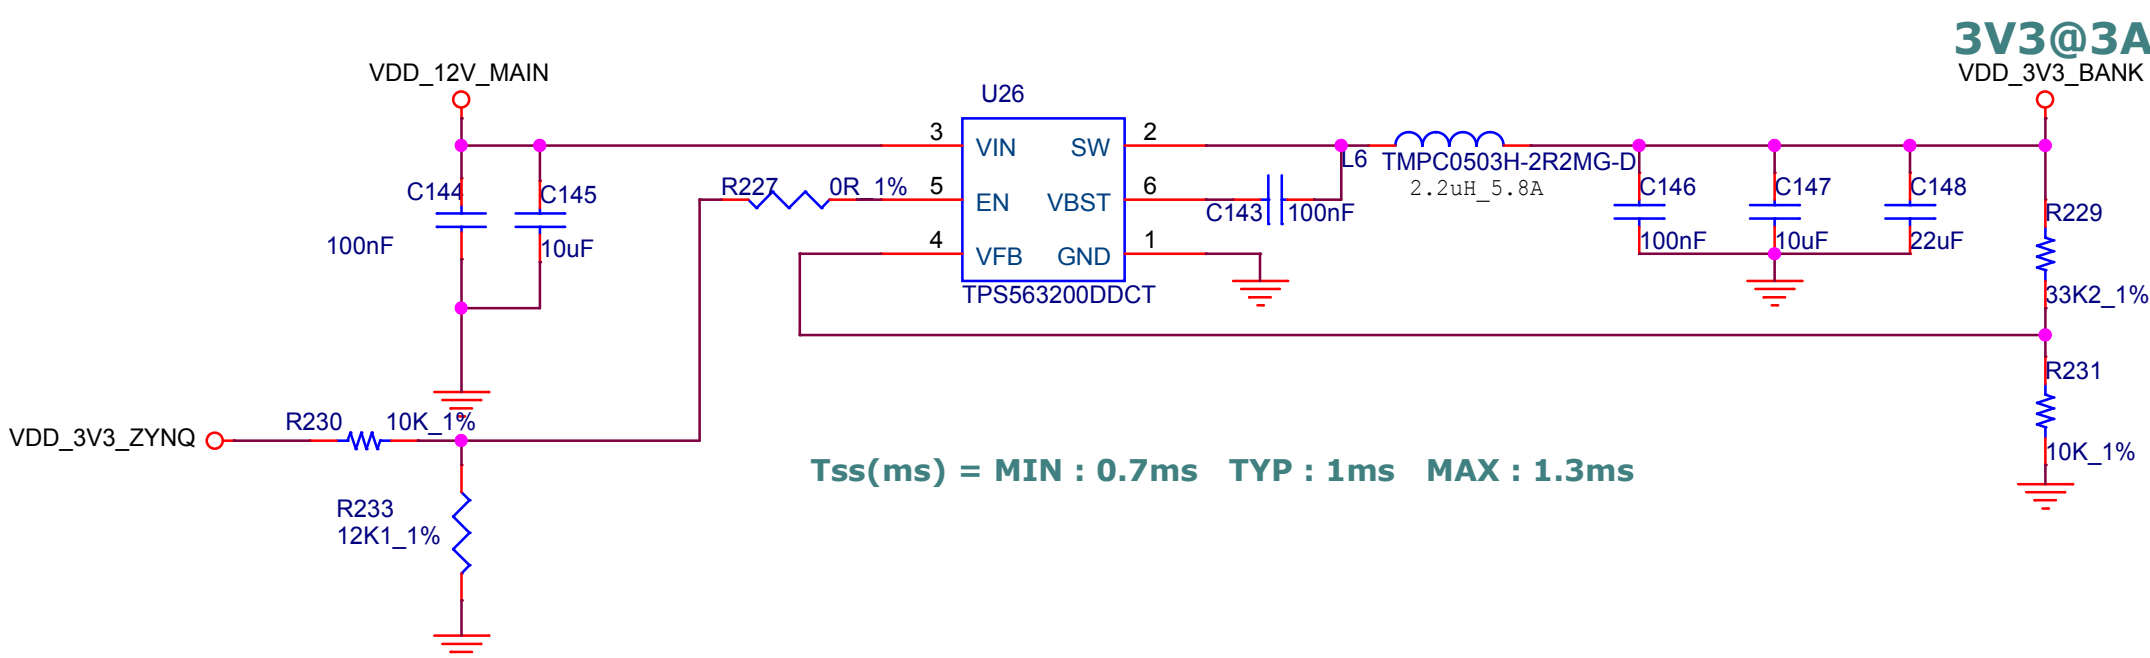 3V3@3A
VDD_12V_MAIN
VDD_3V3_BANK
U26
3
VIN
SW
2
L6
TMPC0503H-2R2MG-D
2.2uH_5.8A
C144
100nF
C145
10uF
R227
0R_1%
5
EN
VBST
6
C143
100nF
C146
100nF
C147
10uF
C148
22uF
R229
33K2_1%
4
VFB
GND
1
TPS563200DDCT
R231
10K_1%
VDD_3V3_ZYNQ
R230
10K_1%
Tss(ms) = MIN : 0.7ms TYP : 1ms MAX : 1.3ms
R233
12K1_1%